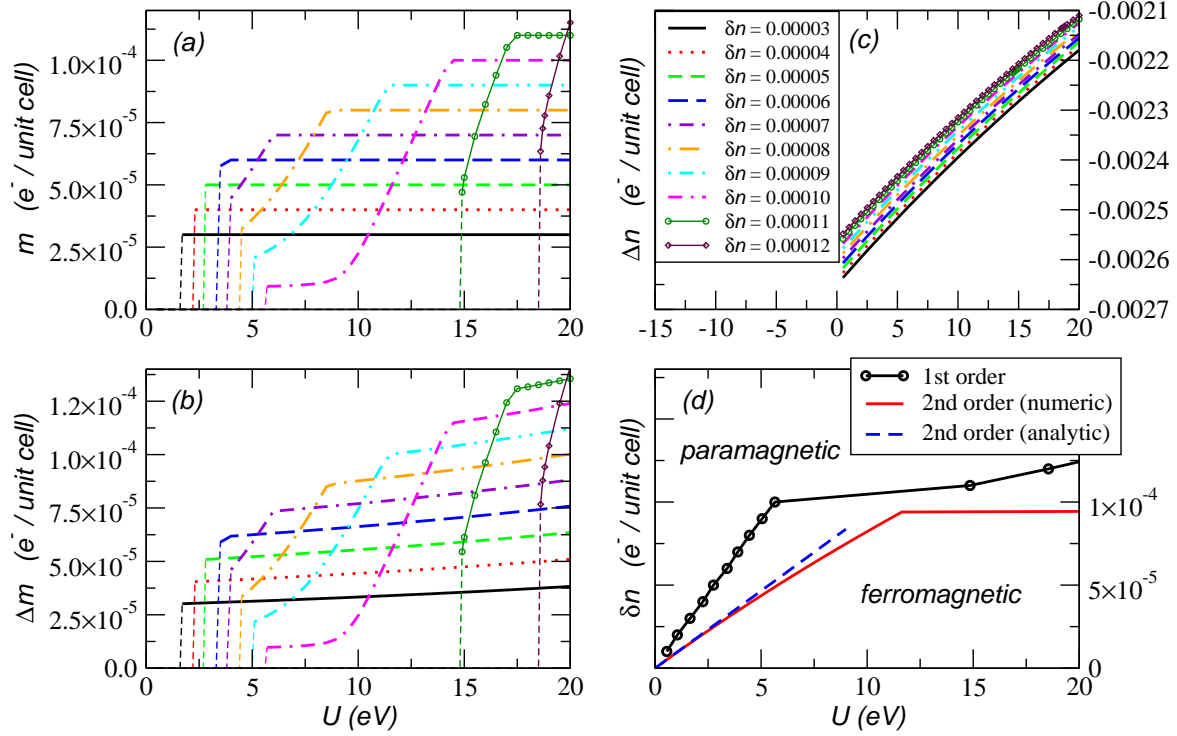 (a)
1.0×10⁻⁴
7.5×10⁻⁵
5.0×10⁻⁵
2.5×10⁻⁵
0.0
m (e⁻ / unit cell)
0 5 10 15 20
(c)
δn = 0.00003
δn = 0.00004
δn = 0.00005
δn = 0.00006
δn = 0.00007
δn = 0.00008
δn = 0.00009
δn = 0.00010
δn = 0.00011
δn = 0.00012
Δn (e⁻ / unit cell)
-0.0021
-0.0022
-0.0023
-0.0024
-0.0025
-0.0026
-0.0027
-15 -10 -5 0 5 10 15 20
(b)
1.2×10⁻⁴
1.0×10⁻⁴
7.5×10⁻⁵
5.0×10⁻⁵
2.5×10⁻⁵
0.0
Δm (e⁻ / unit cell)
0 5 10 15 20
U (eV)
(d)
1st order
2nd order (numeric)
2nd order (analytic)
paramagnetic
ferromagnetic
δn (e⁻ / unit cell)
1×10⁻⁴
5×10⁻⁵
0
0 5 10 15 20
U (eV)